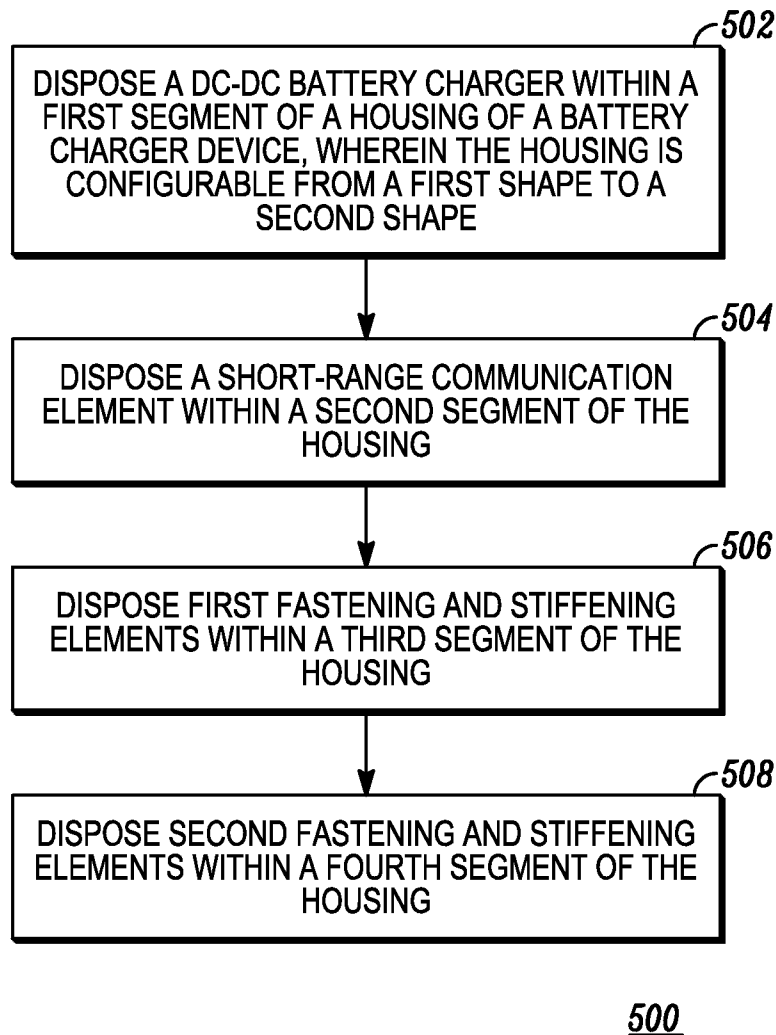 502
DISPOSE A DC-DC BATTERY CHARGER WITHIN A
FIRST SEGMENT OF A HOUSING OF A BATTERY
CHARGER DEVICE, WHEREIN THE HOUSING IS
CONFIGURABLE FROM A FIRST SHAPE TO A
SECOND SHAPE
504
DISPOSE A SHORT-RANGE COMMUNICATION
ELEMENT WITHIN A SECOND SEGMENT OF THE
HOUSING
506
DISPOSE FIRST FASTENING AND STIFFENING
ELEMENTS WITHIN A THIRD SEGMENT OF THE
HOUSING
508
DISPOSE SECOND FASTENING AND STIFFENING
ELEMENTS WITHIN A FOURTH SEGMENT OF THE
HOUSING
500